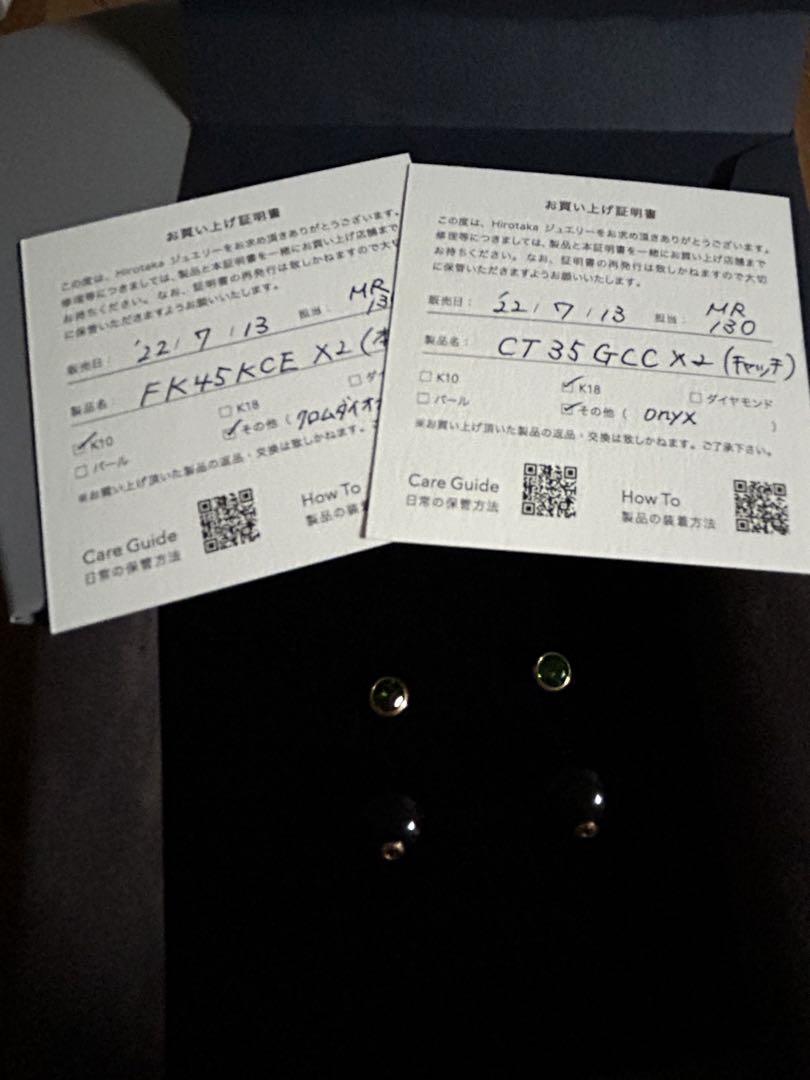 お買い上げ証明書
この度は、Hirotaka ジュエリーをお求め頂きありがとうございます。
修理等につきましては、製品と本証明書を一緒にお買い上げ店舗まで
お持ちください。なお、証明書の再発行は致しかねますので大切
に保管いただきますようお願いいたします。
販売日: '22 / 7 / 13 担当: MR 13
製品名: FK45KCE X2 (本
☑ K10 □ K18 □ ダイ
□ パール ☑ その他 ( クロムダイオ
※お買い上げ頂いた製品の返品・交換は致しかねます。
Care Guide
日常の保管方法
How To
製品の装着
お買い上げ証明書
この度は、Hirotaka ジュエリーをお求め頂きありがとうございます。
修理等につきましては、製品と本証明書を一緒にお買い上げ店舗まで
お持ちください。なお、証明書の再発行は致しかねますので大切
に保管いただきますようお願いいたします。
販売日: '22 / 7 / 13 担当: MR 130
製品名: CT35GCC X2 (キャッチ)
□ K10 ☑ K18 □ ダイヤモンド
□ パール ☑ その他 ( onyx )
※お買い上げ頂いた製品の返品・交換は致しかねます。ご了承下さい。
Care Guide
日常の保管方法
How To
製品の装着方法